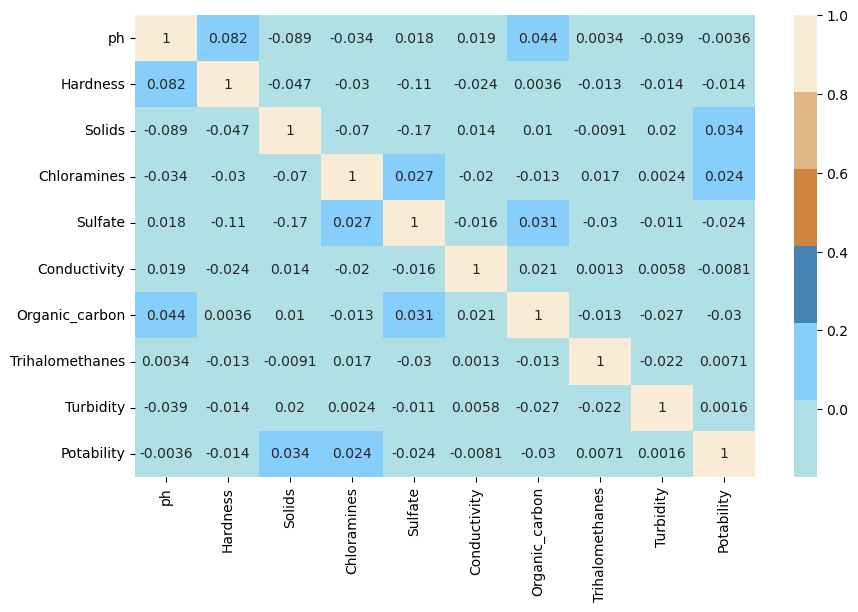 ph 1 0.082 -0.089 -0.034 0.018 0.019 0.044 0.0034 -0.039 -0.0036
Hardness 0.082 1 -0.047 -0.03 -0.11 -0.024 0.0036 -0.013 -0.014 -0.014
Solids -0.089 -0.047 1 -0.07 -0.17 0.014 0.01 -0.0091 0.02 0.034
Chloramines -0.034 -0.03 -0.07 1 0.027 -0.02 -0.013 0.017 0.0024 0.024
Sulfate 0.018 -0.11 -0.17 0.027 1 -0.016 0.031 -0.03 -0.011 -0.024
Conductivity 0.019 -0.024 0.014 -0.02 -0.016 1 0.021 0.0013 0.0058 -0.0081
Organic_carbon 0.044 0.0036 0.01 -0.013 0.031 0.021 1 -0.013 -0.027 -0.03
Trihalomethanes 0.0034 -0.013 -0.0091 0.017 -0.03 0.0013 -0.013 1 -0.022 0.0071
Turbidity -0.039 -0.014 0.02 0.0024 -0.011 0.0058 -0.027 -0.022 1 0.0016
Potability -0.0036 -0.014 0.034 0.024 -0.024 -0.0081 -0.03 0.0071 0.0016 1
ph
Hardness
Solids
Chloramines
Sulfate
Conductivity
Organic_carbon
Trihalomethanes
Turbidity
Potability
1.0
0.8
0.6
0.4
0.2
0.0